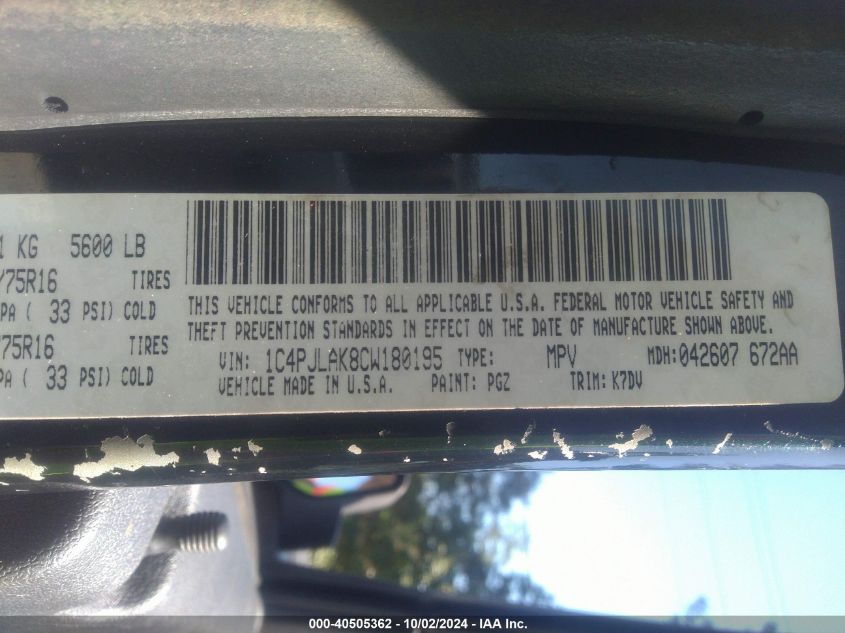 1 KG 5600 LB
/75R16 TIRES
PA ( 33 PSI) COLD
/75R16 TIRES
PA ( 33 PSI) COLD
THIS VEHICLE CONFORMS TO ALL APPLICABLE U.S.A. FEDERAL MOTOR VEHICLE SAFETY AND
THEFT PREVENTION STANDARDS IN EFFECT ON THE DATE OF MANUFACTURE SHOWN ABOVE.
VIN: 1C4PJLAK8CW180195 TYPE: MPV MDH: 042607 672AA
VEHICLE MADE IN U.S.A. PAINT: PGZ TRIM: K7DV
000-40505362 - 10/02/2024 - IAA Inc.